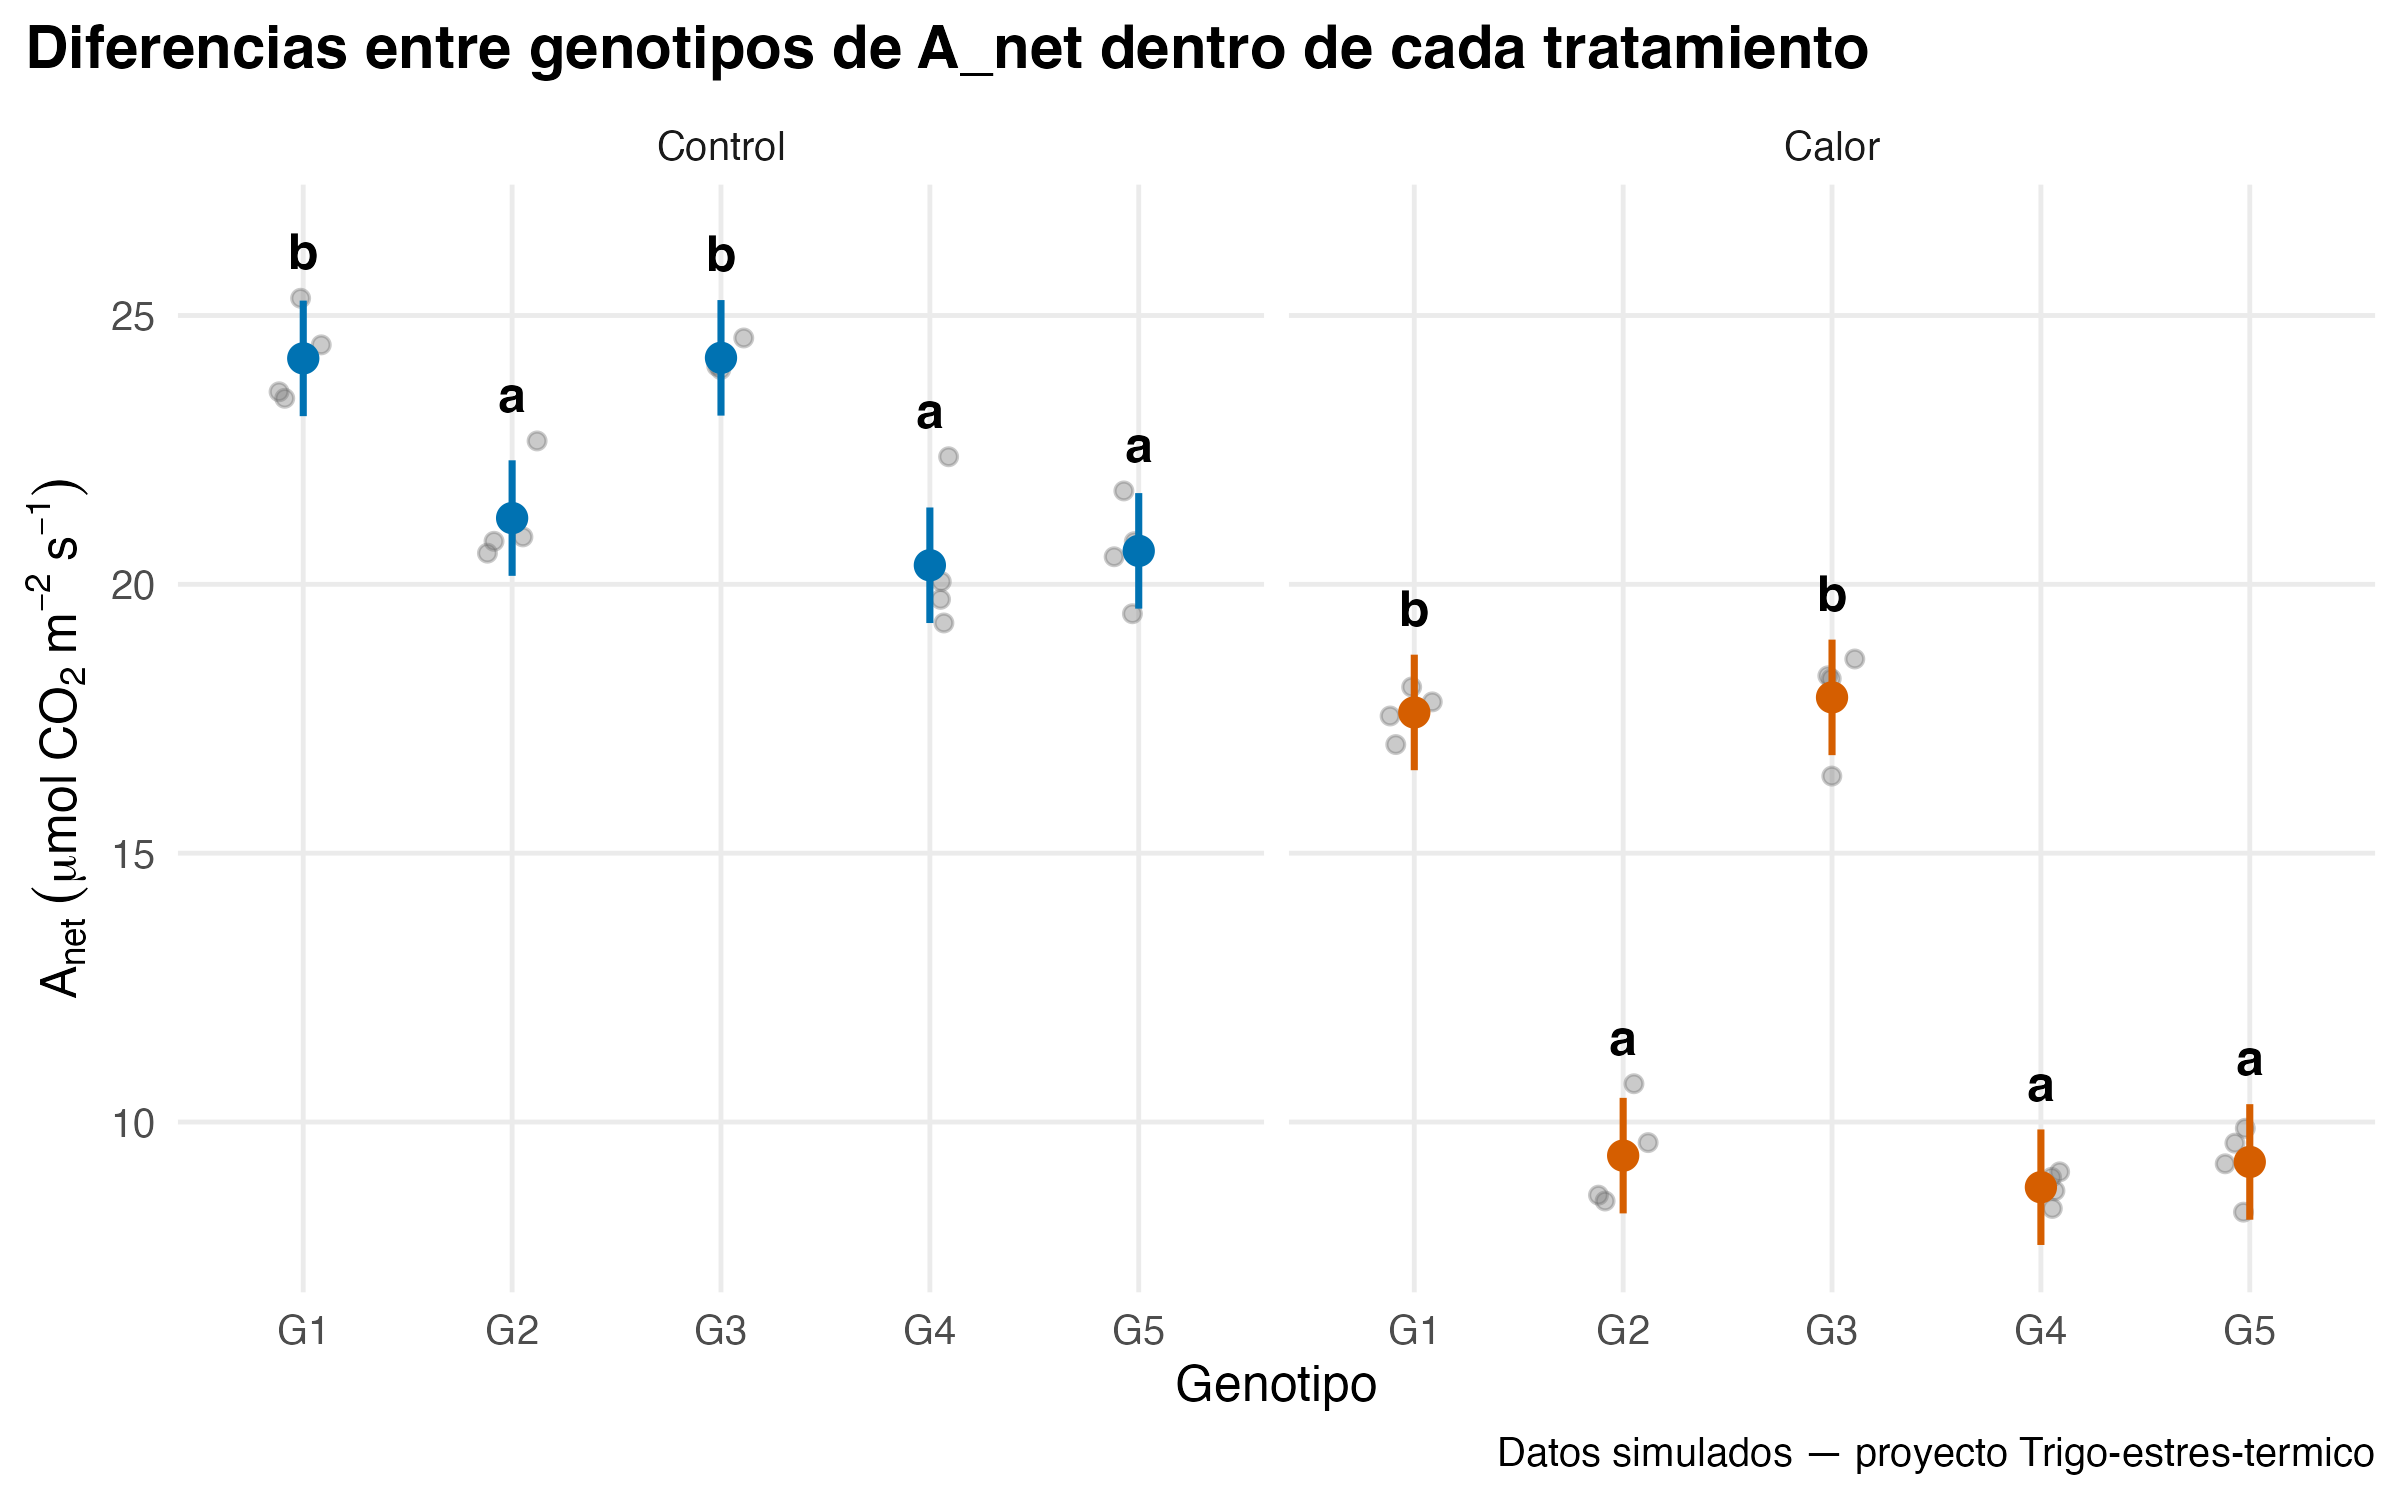 Diferencias entre genotipos de A_net dentro de cada tratamiento
Control
Calor
A_net (μmol CO₂ m⁻² s⁻¹)
25
20
15
10
b
a
b
a
a
b
a
b
a
a
G1 G2 G3 G4 G5
G1 G2 G3 G4 G5
Genotipo
Datos simulados — proyecto Trigo-estres-termico